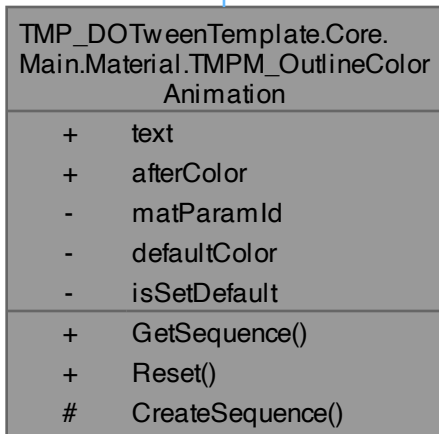 TMP_DOTweenTemplate.Core.
Main.Material.TMPM_OutlineColor
Animation
+ text
+ afterColor
- matParamId
- defaultColor
- isSetDefault
+ GetSequence()
+ Reset()
# CreateSequence()